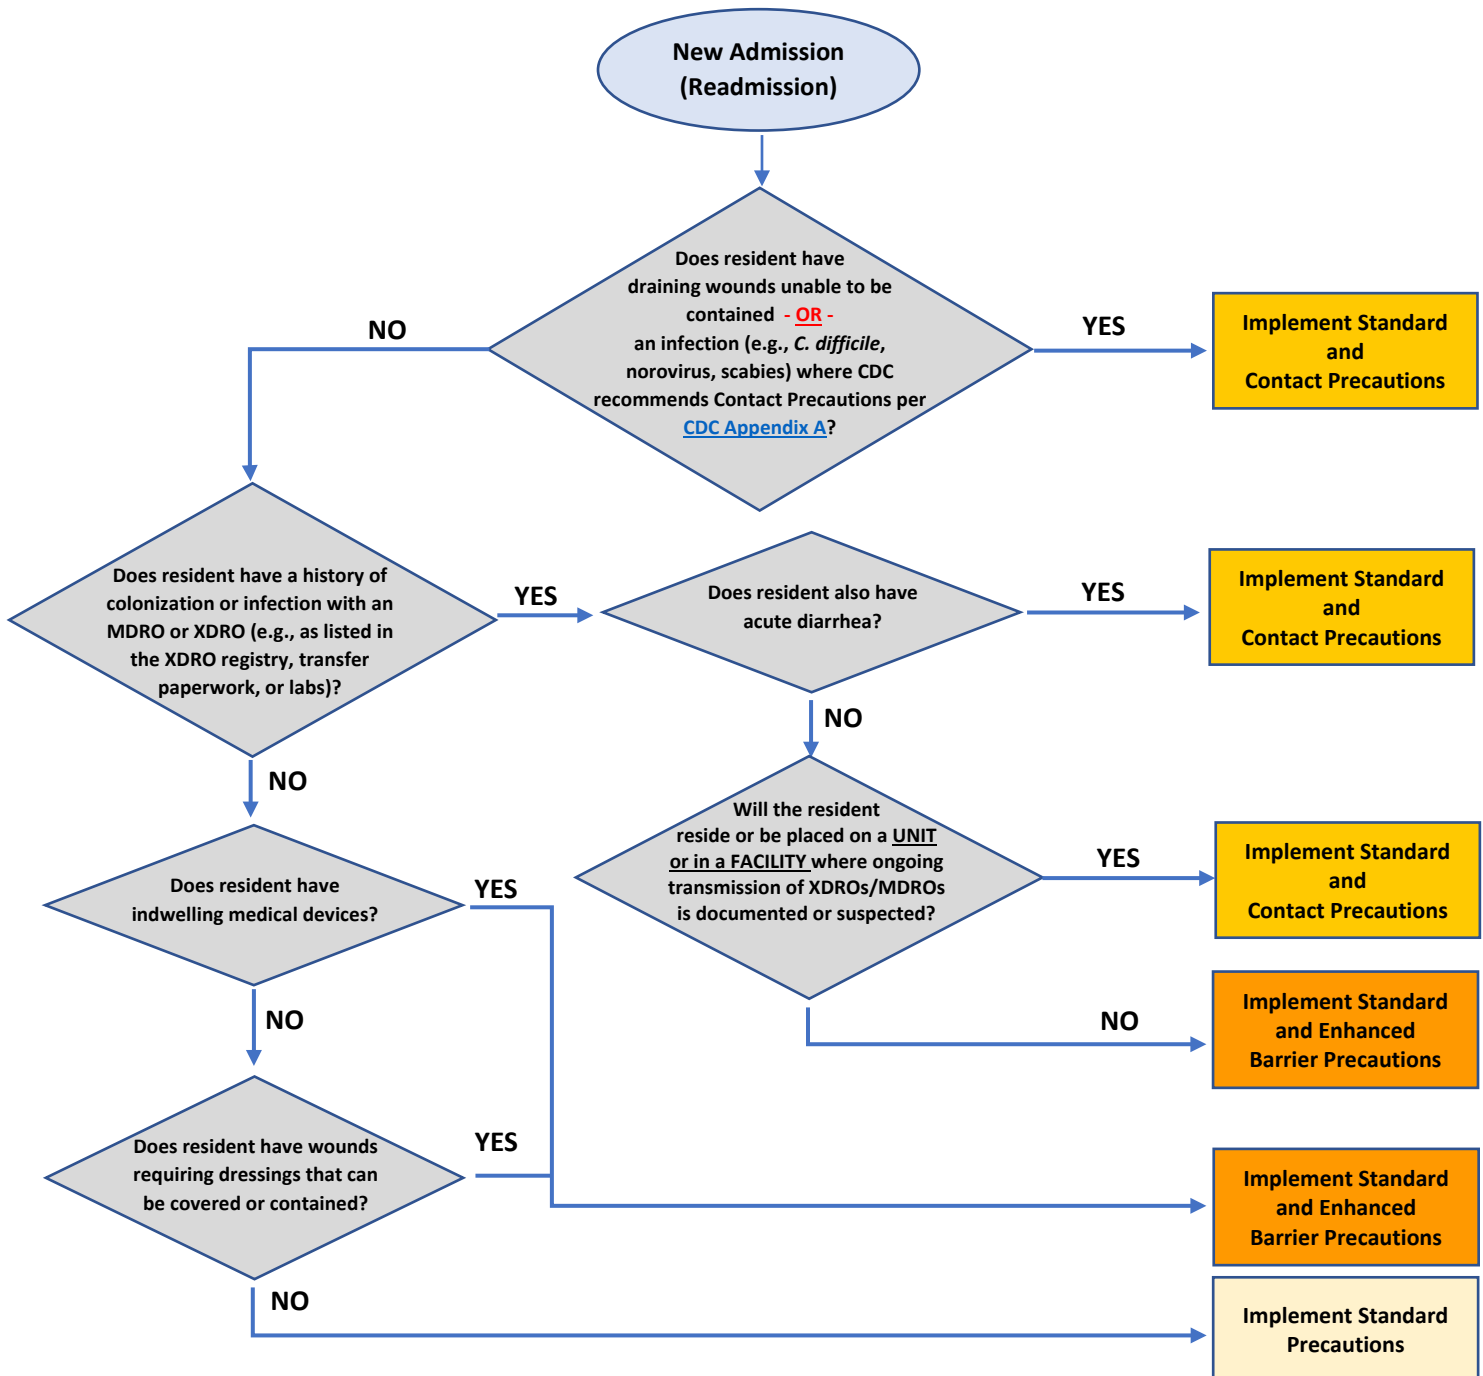 New Admission
(Readmission)
Does resident have
draining wounds unable to be
contained - OR -
an infection (e.g., C. difficile,
norovirus, scabies) where CDC
recommends Contact Precautions per
CDC Appendix A?
NO
YES
Implement Standard
and
Contact Precautions
Does resident have a history of
colonization or infection with an
MDRO or XDRO (e.g., as listed in
the XDRO registry, transfer
paperwork, or labs)?
YES
Does resident also have
acute diarrhea?
YES
Implement Standard
and
Contact Precautions
NO
NO
Will the resident
reside or be placed on a UNIT
or in a FACILITY where ongoing
transmission of XDROs/MDROs
is documented or suspected?
YES
Implement Standard
and
Contact Precautions
Does resident have
indwelling medical devices?
YES
NO
NO
Implement Standard
and Enhanced
Barrier Precautions
Does resident have wounds
requiring dressings that can
be covered or contained?
YES
Implement Standard
and Enhanced
Barrier Precautions
NO
Implement Standard
Precautions